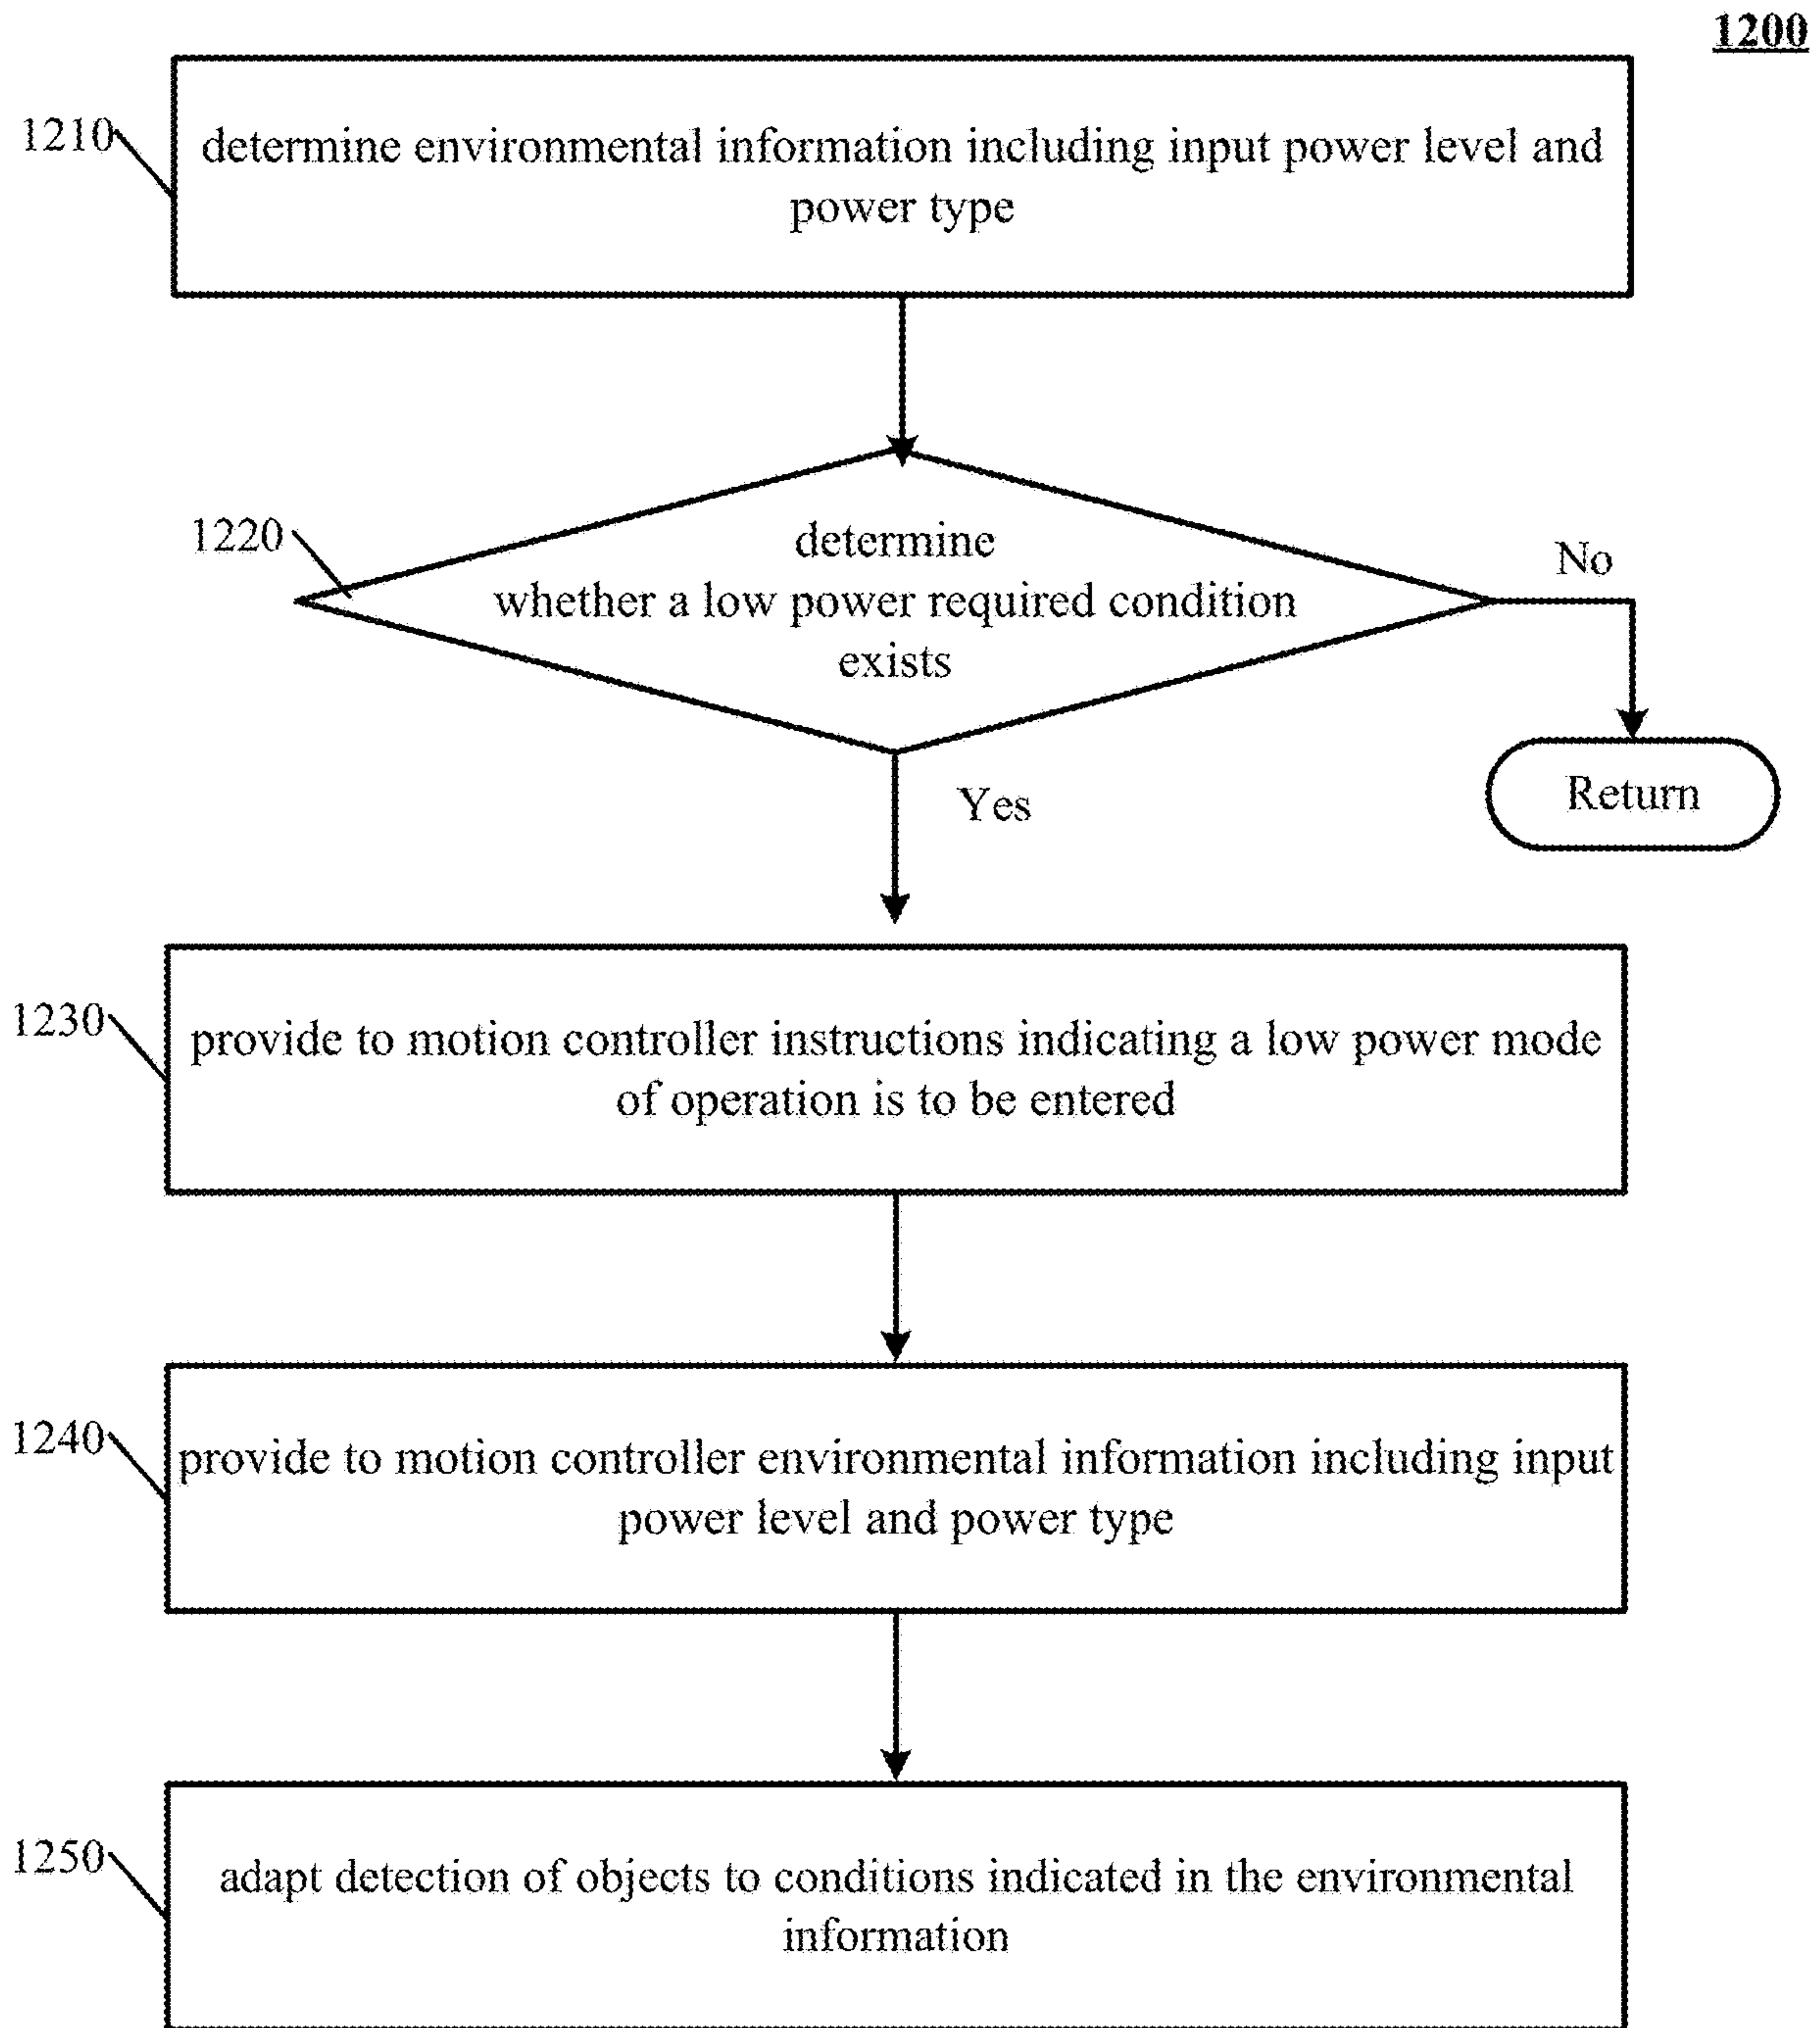 1200
1210
determine environmental information including input power level and
power type
1220
determine
whether a low power required condition
exists
No
Return
Yes
1230
provide to motion controller instructions indicating a low power mode
of operation is to be entered
1240
provide to motion controller environmental information including input
power level and power type
1250
adapt detection of objects to conditions indicated in the environmental
information